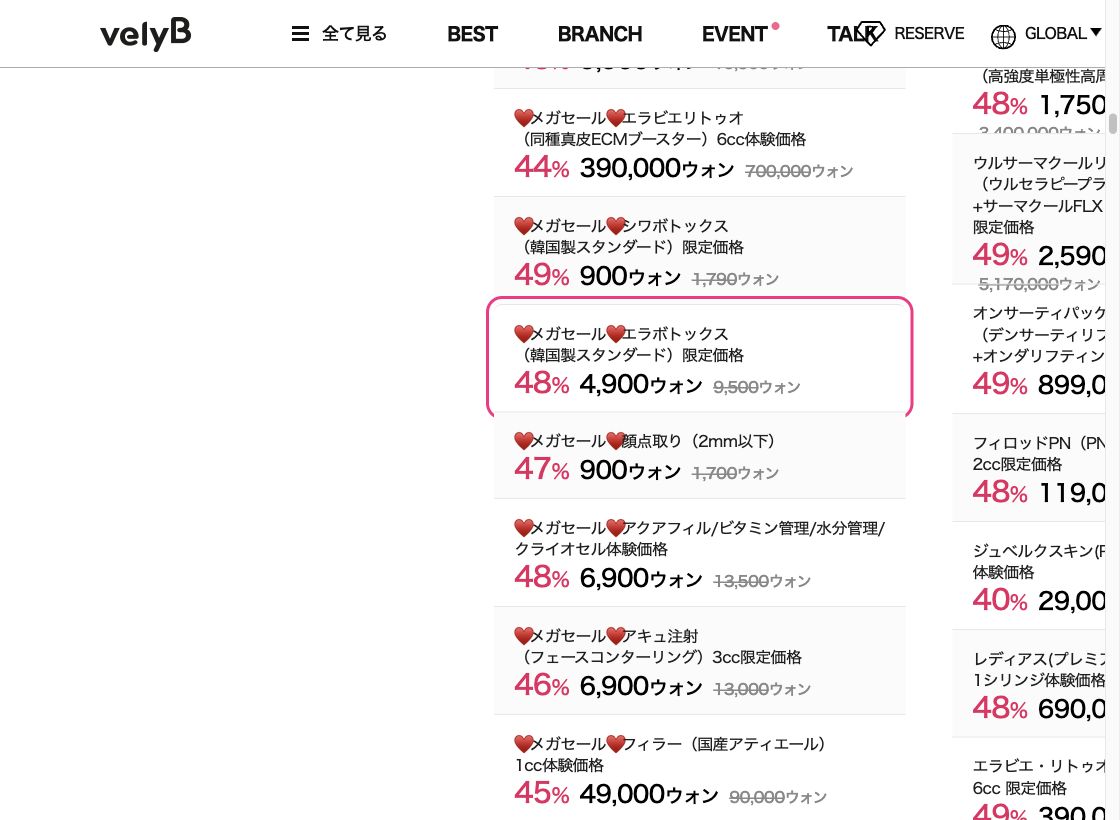 velyB
全て見る
BEST
BRANCH
EVENT
TALK
RESERVE
GLOBAL▼
❤️メガセール❤️エラビエリトゥオ
（同種真皮ECMブースター）6cc体験価格
44% 390,000ウォン 700,000ウォン
❤️メガセール❤️シワボトックス
（韓国製スタンダード）限定価格
49% 900ウォン 1,790ウォン
❤️メガセール❤️エラボトックス
（韓国製スタンダード）限定価格
48% 4,900ウォン 9,500ウォン
❤️メガセール❤️顔点取り（2mm以下）
47% 900ウォン 1,700ウォン
❤️メガセール❤️アクアフィル/ビタミン管理/水分管理/
クライオセル体験価格
48% 6,900ウォン 13,500ウォン
❤️メガセール❤️アキュ注射
（フェースコンターリング）3cc限定価格
46% 6,900ウォン 13,000ウォン
❤️メガセール❤️フィラー（国産アティエール）
1cc体験価格
45% 49,000ウォン 90,000ウォン
（高強度単極性高周
48% 1,750
3,400,000ウォン
ウルサーマクールリ
（ウルセラピープラ
+サーマクールFLX
限定価格
49% 2,590
5,170,000ウォン
オンサーティパッケ
（デンサーティリフ
+オンダリフティン
49% 899,0
フィロッドPN（PN
2cc限定価格
48% 119,0
ジュベルクスキン(P
体験価格
40% 29,00
レディアス(プレミア
1シリンジ体験価格
48% 690,0
エラビエ・リトゥオ
6cc 限定価格
49% 390,0